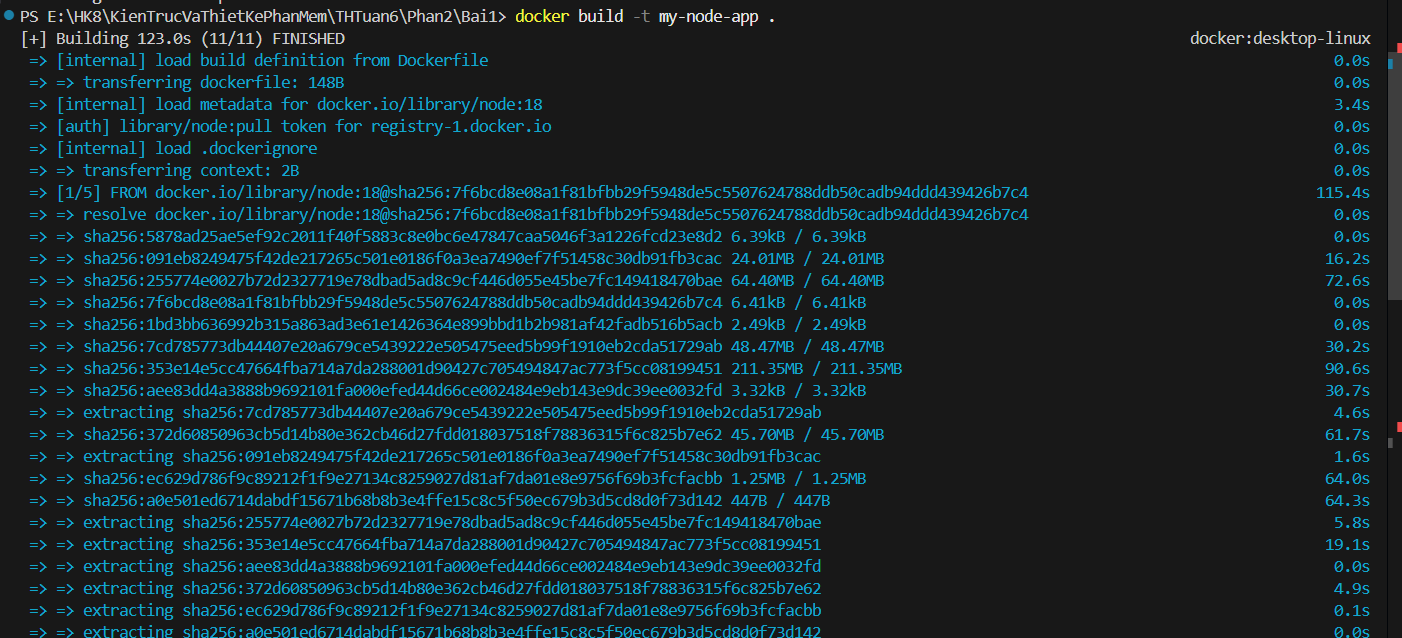 PS E:\HK8\KienTrucVaThietKePhanMem\THTuan6\Phan2\Bai1> docker build -t my-node-app .
[+] Building 123.0s (11/11) FINISHED docker:desktop-linux
=> [internal] load build definition from Dockerfile 0.0s
=> => transferring dockerfile: 148B 0.0s
=> [internal] load metadata for docker.io/library/node:18 3.4s
=> [auth] library/node:pull token for registry-1.docker.io 0.0s
=> [internal] load .dockerignore 0.0s
=> => transferring context: 2B 0.0s
=> [1/5] FROM docker.io/library/node:18@sha256:7f6bcd8e08a1f81bfbb29f5948de5c5507624788ddb50cadb94ddd439426b7c4 115.4s
=> => resolve docker.io/library/node:18@sha256:7f6bcd8e08a1f81bfbb29f5948de5c5507624788ddb50cadb94ddd439426b7c4 0.0s
=> => sha256:5878ad25ae5ef92c2011f40f5883c8e0bc6e47847caa5046f3a1226fcd23e8d2 6.39kB / 6.39kB 0.0s
=> => sha256:091eb8249475f42de217265c501e0186f0a3ea7490ef7f51458c30db91fb3cac 24.01MB / 24.01MB 16.2s
=> => sha256:255774e0027b72d2327719e78dbad5ad8c9cf446d055e45be7fc149418470bae 64.40MB / 64.40MB 72.6s
=> => sha256:7f6bcd8e08a1f81bfbb29f5948de5c5507624788ddb50cadb94ddd439426b7c4 6.41kB / 6.41kB 0.0s
=> => sha256:1bd3bb636992b315a863ad3e61e1426364e899bbd1b2b981af42fadb516b5acb 2.49kB / 2.49kB 0.0s
=> => sha256:7cd785773db44407e20a679ce5439222e505475eed5b99f1910eb2cda51729ab 48.47MB / 48.47MB 30.2s
=> => sha256:353e14e5cc47664fba714a7da288001d90427c705494847ac773f5cc08199451 211.35MB / 211.35MB 90.6s
=> => sha256:aee83dd4a3888b9692101fa000efed44d66ce002484e9eb143e9dc39ee0032fd 3.32kB / 3.32kB 30.7s
=> => extracting sha256:7cd785773db44407e20a679ce5439222e505475eed5b99f1910eb2cda51729ab 4.6s
=> => sha256:372d60850963cb5d14b80e362cb46d27fdd018037518f78836315f6c825b7e62 45.70MB / 45.70MB 61.7s
=> => extracting sha256:091eb8249475f42de217265c501e0186f0a3ea7490ef7f51458c30db91fb3cac 1.6s
=> => sha256:ec629d786f9c89212f1f9e27134c8259027d81af7da01e8e9756f69b3fcfacbb 1.25MB / 1.25MB 64.0s
=> => sha256:a0e501ed6714dabdf15671b68b8b3e4ffe15c8c5f50ec679b3d5cd8d0f73d142 447B / 447B 64.3s
=> => extracting sha256:255774e0027b72d2327719e78dbad5ad8c9cf446d055e45be7fc149418470bae 5.8s
=> => extracting sha256:353e14e5cc47664fba714a7da288001d90427c705494847ac773f5cc08199451 19.1s
=> => extracting sha256:aee83dd4a3888b9692101fa000efed44d66ce002484e9eb143e9dc39ee0032fd 0.0s
=> => extracting sha256:372d60850963cb5d14b80e362cb46d27fdd018037518f78836315f6c825b7e62 4.9s
=> => extracting sha256:ec629d786f9c89212f1f9e27134c8259027d81af7da01e8e9756f69b3fcfacbb 0.1s
=> => extracting sha256:a0e501ed6714dabdf15671b68b8b3e4ffe15c8c5f50ec679b3d5cd8d0f73d142 0.0s